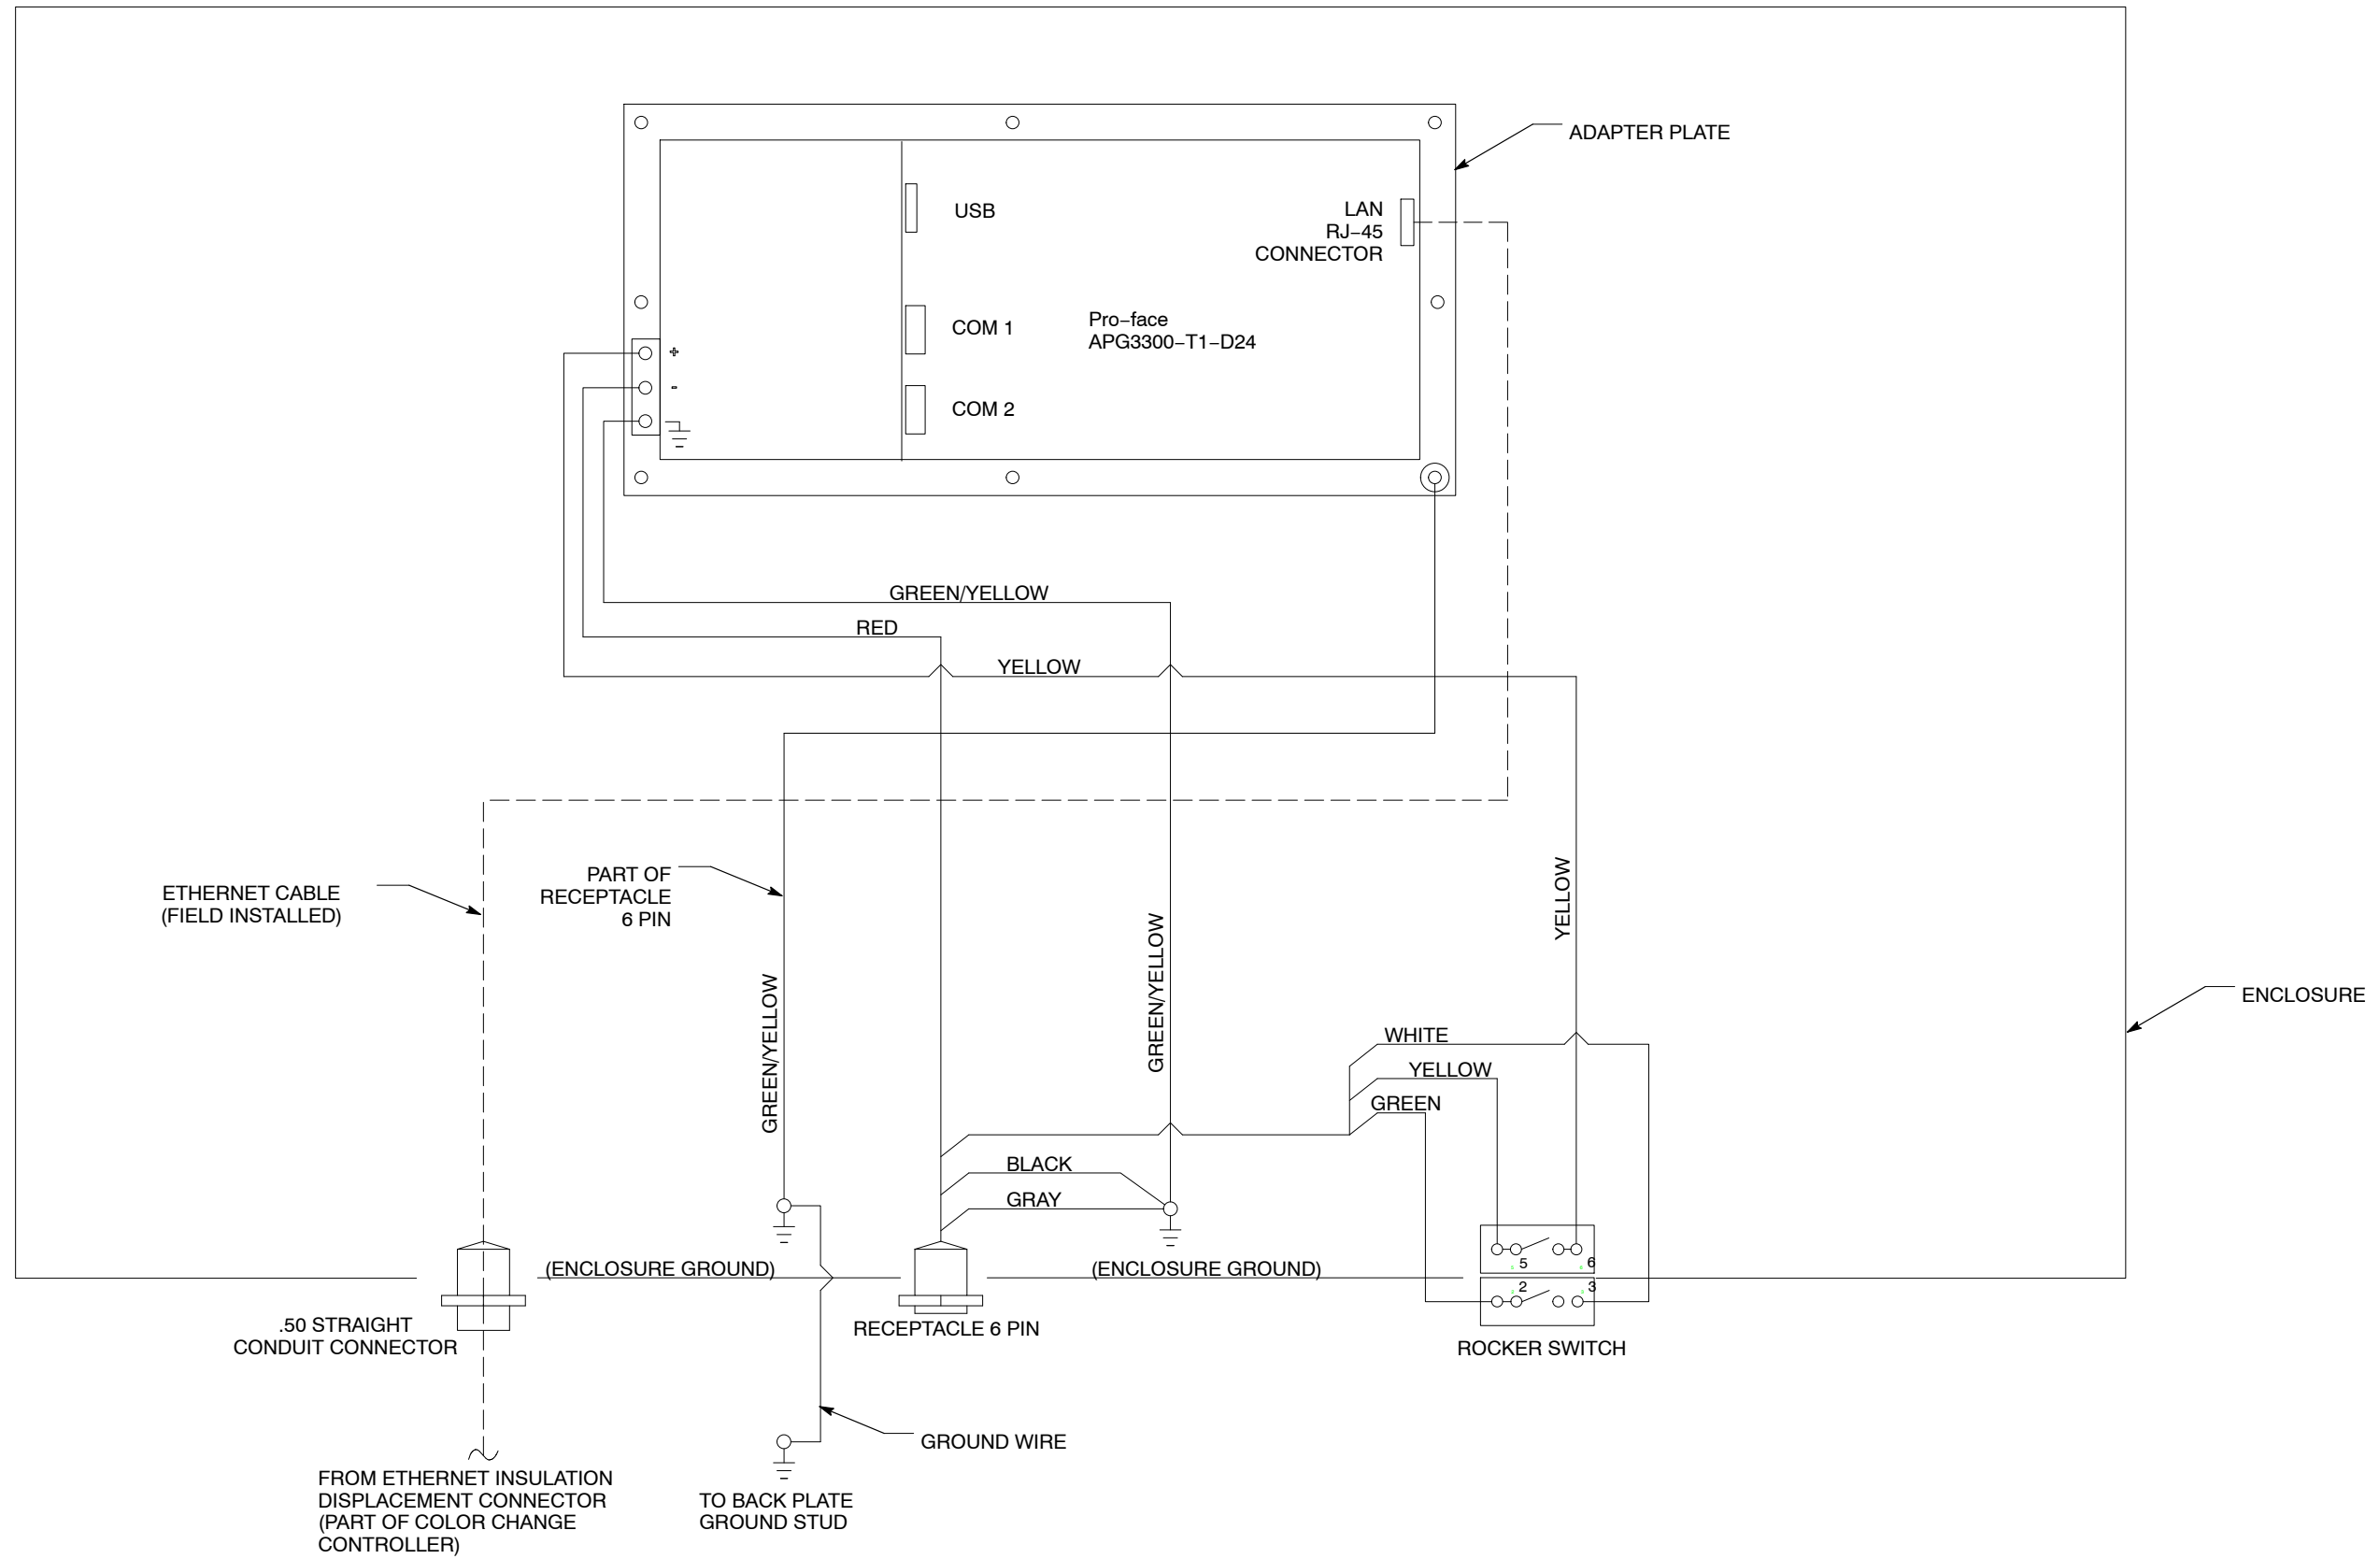 ADAPTER PLATE
USB
LAN
RJ−45
CONNECTOR
COM 1
Pro−face
APG3300−T1−D24
+
-
COM 2
GREEN/YELLOW
RED
YELLOW
ETHERNET CABLE
(FIELD INSTALLED)
PART OF
RECEPTACLE
6 PIN
YELLOW
GREEN/YELLOW
GREEN/YELLOW
ENCLOSURE
WHITE
YELLOW
GREEN
BLACK
GRAY
(ENCLOSURE GROUND)
(ENCLOSURE GROUND)
5
6
2
3
.50 STRAIGHT
CONDUIT CONNECTOR
RECEPTACLE 6 PIN
ROCKER SWITCH
GROUND WIRE
FROM ETHERNET INSULATION
DISPLACEMENT CONNECTOR
(PART OF COLOR CHANGE
CONTROLLER)
TO BACK PLATE
GROUND STUD